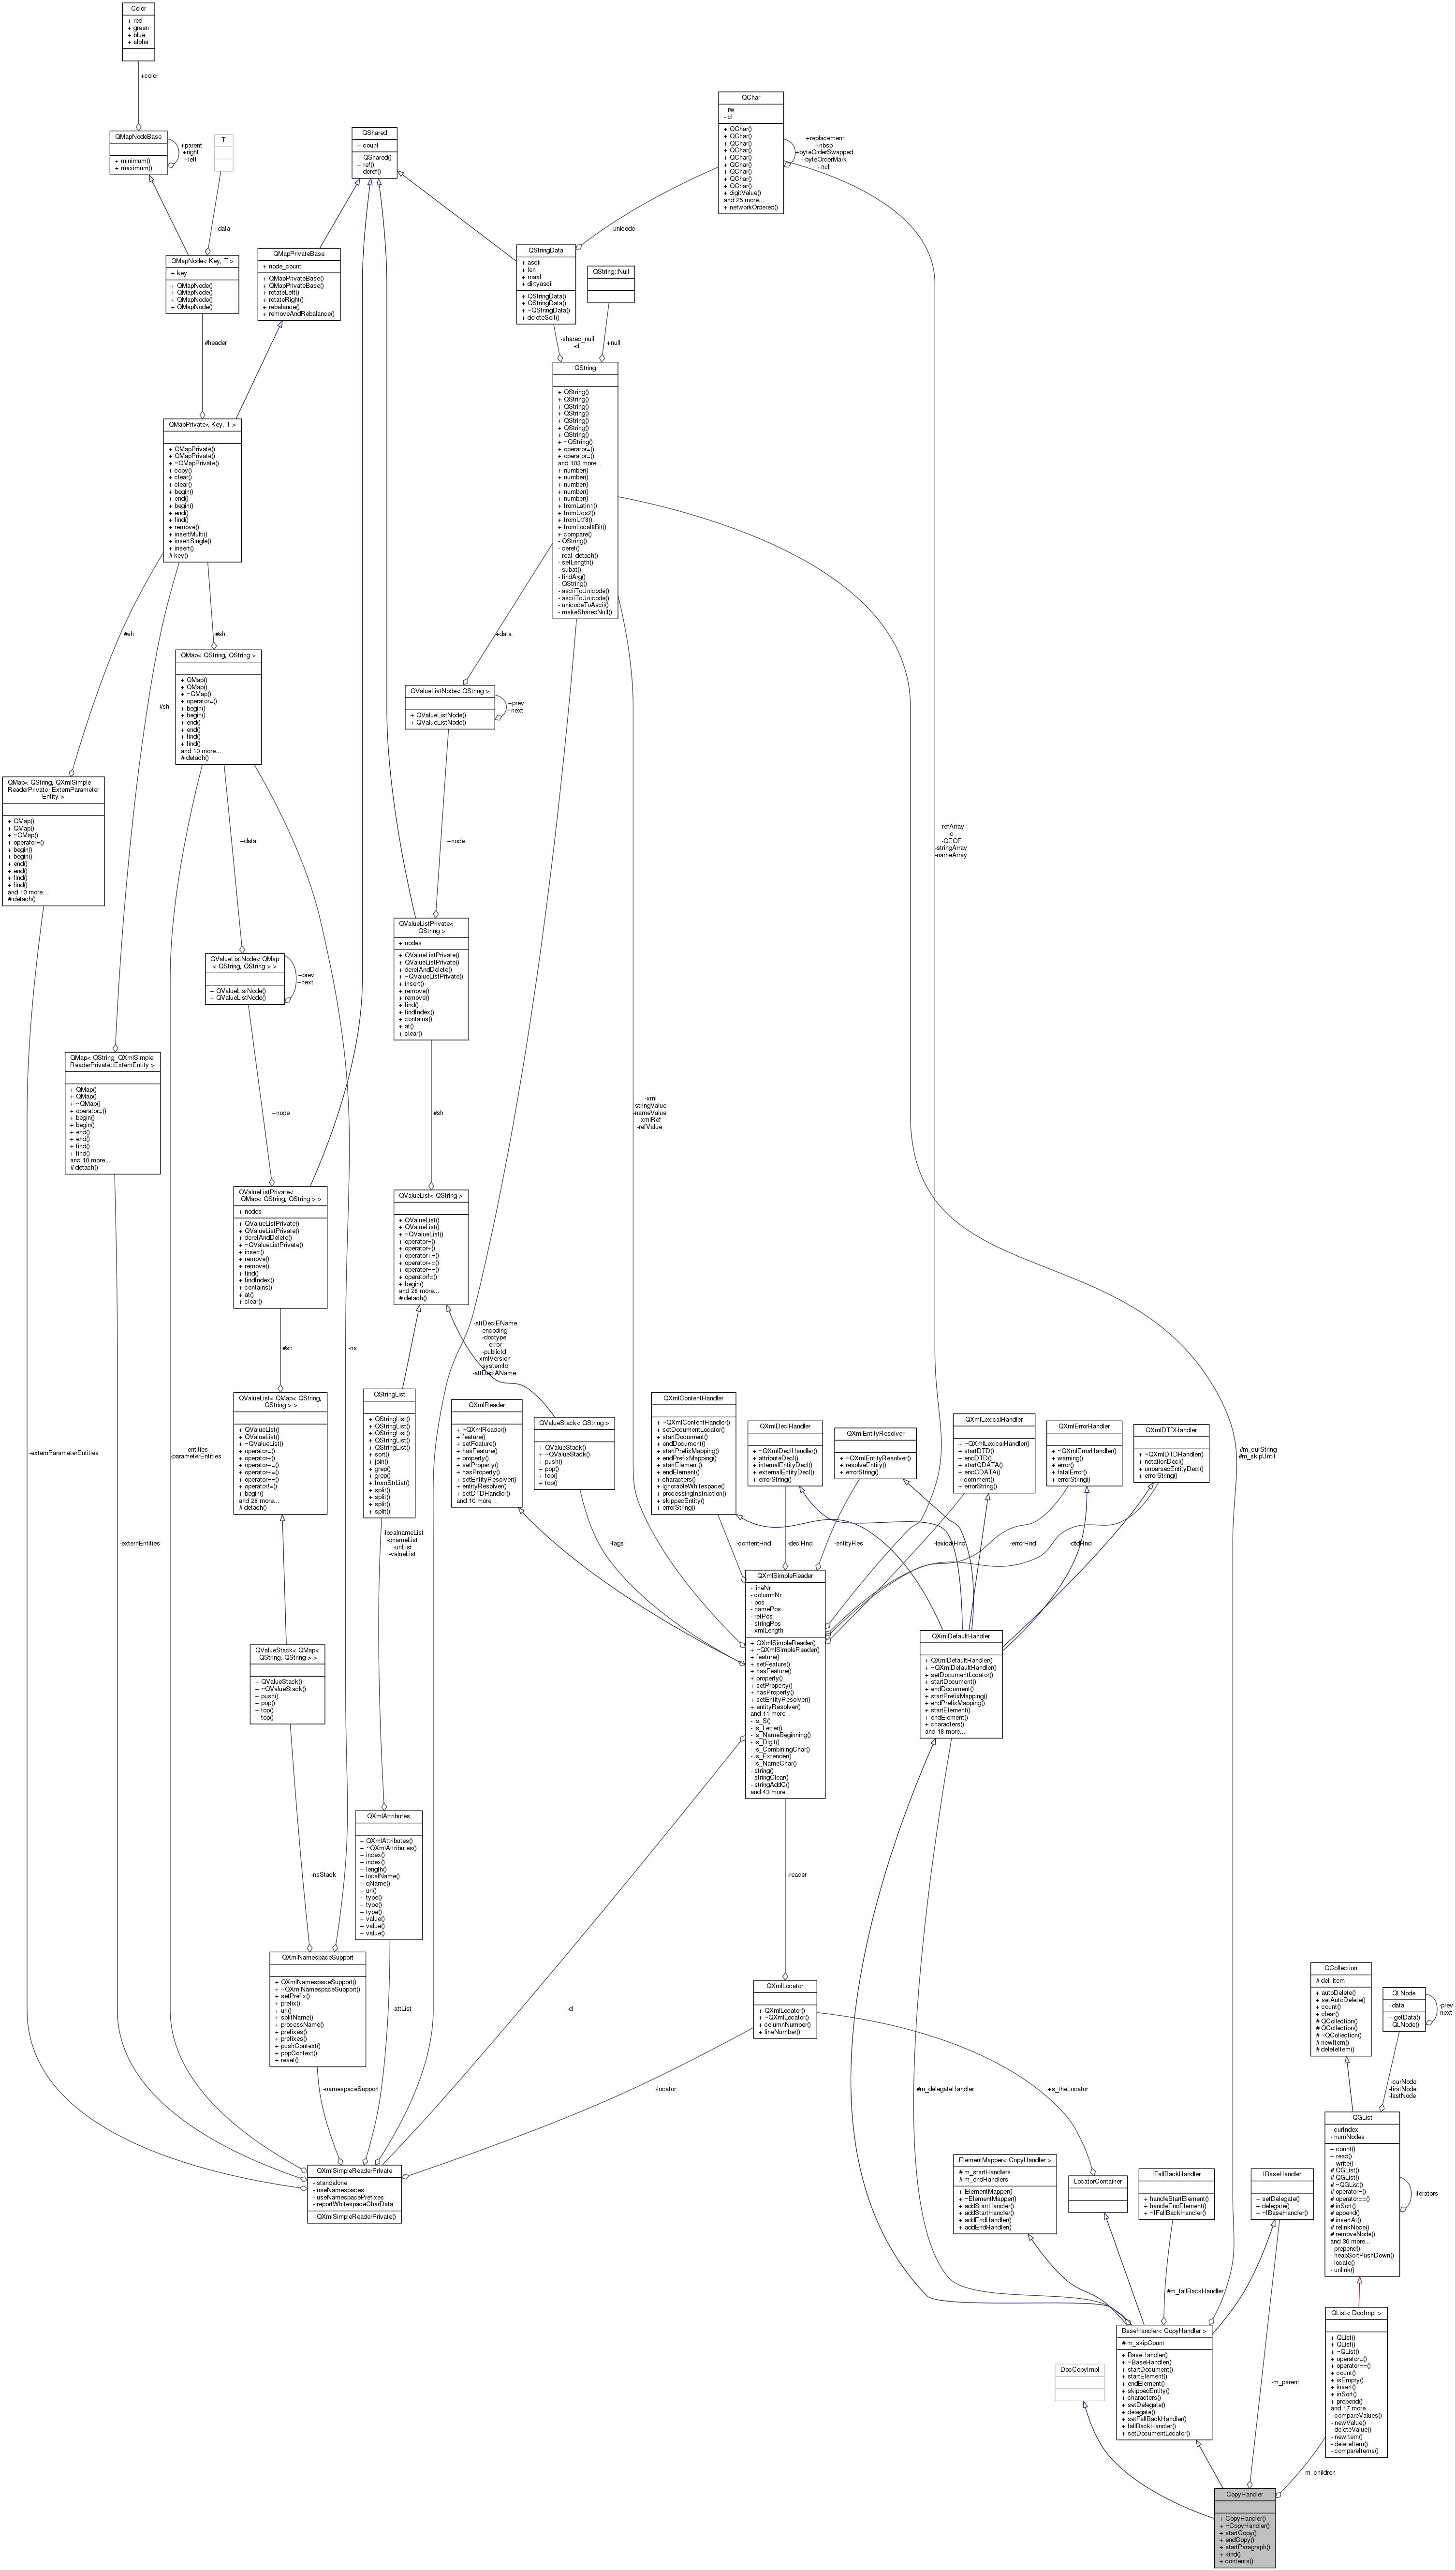 Color
+ red
+ green
+ blue
+ alpha
+color
QMapNodeBase
+ minimum()
+ maximum()
+parent
+right
+left
T
+data
QMapNode< Key, T >
+ key
+ QMapNode()
+ QMapNode()
+ QMapNode()
+ QMapNode()
#header
QShared
+ count
+ QShared()
+ ref()
+ deref()
QMapPrivateBase
+ node_count
+ QMapPrivateBase()
+ QMapPrivateBase()
+ rotateLeft()
+ rotateRight()
+ rebalance()
+ removeAndRebalance()
QChar
- rw
- cl
+ QChar()
+ QChar()
+ QChar()
+ QChar()
+ QChar()
+ QChar()
+ QChar()
+ QChar()
+ QChar()
+ digitValue()
and 25 more...
+ networkOrdered()
+replacement
+nbsp
+byteOrderSwapped
+byteOrderMark
+null
+unicode
QStringData
+ ascii
+ len
+ maxl
+ dirtyascii
+ QStringData()
+ QStringData()
+ ~QStringData()
+ deleteSelf()
QString::Null
-shared_null
-d
+null
QString
+ QString()
+ QString()
+ QString()
+ QString()
+ QString()
+ QString()
+ QString()
+ ~QString()
+ operator=()
+ operator=()
and 103 more...
+ number()
+ number()
+ number()
+ number()
+ number()
+ fromLatin1()
+ fromUcs2()
+ fromUtf8()
+ fromLocal8Bit()
+ compare()
- QString()
- deref()
- real_detach()
- setLength()
- subat()
- findArg()
- QString()
- asciiToUnicode()
- asciiToUnicode()
- unicodeToAscii()
- makeSharedNull()
QMapPrivate< Key, T >
+ QMapPrivate()
+ QMapPrivate()
+ ~QMapPrivate()
+ copy()
+ clear()
+ clear()
+ begin()
+ end()
+ begin()
+ end()
+ find()
+ remove()
+ insertMulti()
+ insertSingle()
+ insert()
# key()
#sh
#sh
#sh
QMap< QString, QString >
+ QMap()
+ QMap()
+ ~QMap()
+ operator=()
+ begin()
+ begin()
+ end()
+ end()
+ find()
+ find()
and 10 more...
# detach()
+data
QValueListNode< QString >
+ QValueListNode()
+ QValueListNode()
+prev
+next
QMap< QString, QXmlSimple
ReaderPrivate::ExternParameter
Entity >
+ QMap()
+ QMap()
+ ~QMap()
+ operator=()
+ begin()
+ begin()
+ end()
+ end()
+ find()
+ find()
and 10 more...
# detach()
+data
+node
-refArray
-c
-QEOF
-stringArray
-nameArray
QValueListPrivate<
QString >
+ nodes
+ QValueListPrivate()
+ QValueListPrivate()
+ derefAndDelete()
+ ~QValueListPrivate()
+ insert()
+ remove()
+ remove()
+ find()
+ findIndex()
+ contains()
+ at()
+ clear()
QValueListNode< QMap
< QString, QString > >
+ QValueListNode()
+ QValueListNode()
+prev
+next
QMap< QString, QXmlSimple
ReaderPrivate::ExternEntity >
+ QMap()
+ QMap()
+ ~QMap()
+ operator=()
+ begin()
+ begin()
+ end()
+ end()
+ find()
+ find()
and 10 more...
# detach()
+node
#sh
-xml
-stringValue
-nameValue
-xmlRef
-refValue
QValueListPrivate<
QMap< QString, QString > >
+ nodes
+ QValueListPrivate()
+ QValueListPrivate()
+ derefAndDelete()
+ ~QValueListPrivate()
+ insert()
+ remove()
+ remove()
+ find()
+ findIndex()
+ contains()
+ at()
+ clear()
QValueList< QString >
+ QValueList()
+ QValueList()
+ ~QValueList()
+ operator=()
+ operator+()
+ operator+=()
+ operator+=()
+ operator==()
+ operator!=()
+ begin()
and 28 more...
# detach()
#sh
-ns
-attDeclEName
-encoding
-doctype
-error
-publicId
-xmlVersion
-systemId
-attDeclAName
QValueList< QMap< QString,
QString > >
+ QValueList()
+ QValueList()
+ ~QValueList()
+ operator=()
+ operator+()
+ operator+=()
+ operator+=()
+ operator==()
+ operator!=()
+ begin()
and 28 more...
# detach()
QStringList
+ QStringList()
+ QStringList()
+ QStringList()
+ QStringList()
+ QStringList()
+ sort()
+ join()
+ grep()
+ grep()
+ fromStrList()
+ split()
+ split()
+ split()
+ split()
QXmlReader
+ ~QXmlReader()
+ feature()
+ setFeature()
+ hasFeature()
+ property()
+ setProperty()
+ hasProperty()
+ setEntityResolver()
+ entityResolver()
+ setDTDHandler()
and 10 more...
QValueStack< QString >
+ QValueStack()
+ ~QValueStack()
+ push()
+ pop()
+ top()
+ top()
QXmlContentHandler
+ ~QXmlContentHandler()
+ setDocumentLocator()
+ startDocument()
+ endDocument()
+ startPrefixMapping()
+ endPrefixMapping()
+ startElement()
+ endElement()
+ characters()
+ ignorableWhitespace()
+ processingInstruction()
+ skippedEntity()
+ errorString()
QXmlDeclHandler
+ ~QXmlDeclHandler()
+ attributeDecl()
+ internalEntityDecl()
+ externalEntityDecl()
+ errorString()
QXmlEntityResolver
+ ~QXmlEntityResolver()
+ resolveEntity()
+ errorString()
QXmlLexicalHandler
+ ~QXmlLexicalHandler()
+ startDTD()
+ endDTD()
+ startCDATA()
+ endCDATA()
+ comment()
+ errorString()
QXmlErrorHandler
+ ~QXmlErrorHandler()
+ warning()
+ error()
+ fatalError()
+ errorString()
QXmlDTDHandler
+ ~QXmlDTDHandler()
+ notationDecl()
+ unparsedEntityDecl()
+ errorString()
#m_curString
#m_skipUntil
-externParameterEntities
-entities
-parameterEntities
-externEntities
-localnameList
-qnameList
-uriList
-valueList
-tags
-contentHnd
-declHnd
-entityRes
-lexicalHnd
-errorHnd
-dtdHnd
QXmlSimpleReader
- lineNr
- columnNr
- pos
- namePos
- refPos
- stringPos
- xmlLength
+ QXmlSimpleReader()
+ ~QXmlSimpleReader()
+ feature()
+ setFeature()
+ hasFeature()
+ property()
+ setProperty()
+ hasProperty()
+ setEntityResolver()
+ entityResolver()
and 11 more...
- is_S()
- is_Letter()
- is_NameBeginning()
- is_Digit()
- is_CombiningChar()
- is_Extender()
- is_NameChar()
- string()
- stringClear()
- stringAddC()
and 43 more...
QXmlDefaultHandler
+ QXmlDefaultHandler()
+ ~QXmlDefaultHandler()
+ setDocumentLocator()
+ startDocument()
+ endDocument()
+ startPrefixMapping()
+ endPrefixMapping()
+ startElement()
+ endElement()
+ characters()
and 18 more...
QValueStack< QMap<
QString, QString > >
+ QValueStack()
+ ~QValueStack()
+ push()
+ pop()
+ top()
+ top()
QXmlAttributes
+ QXmlAttributes()
+ ~QXmlAttributes()
+ index()
+ index()
+ length()
+ localName()
+ qName()
+ uri()
+ type()
+ type()
+ type()
+ value()
+ value()
+ value()
-nsStack
-reader
QXmlNamespaceSupport
+ QXmlNamespaceSupport()
+ ~QXmlNamespaceSupport()
+ setPrefix()
+ prefix()
+ uri()
+ splitName()
+ processName()
+ prefixes()
+ prefixes()
+ pushContext()
+ popContext()
+ reset()
-attList
-d
QXmlLocator
+ QXmlLocator()
+ ~QXmlLocator()
+ columnNumber()
+ lineNumber()
QCollection
# del_item
+ autoDelete()
+ setAutoDelete()
+ count()
+ clear()
# QCollection()
# QCollection()
# ~QCollection()
# newItem()
# deleteItem()
QLNode
- data
+ getData()
- QLNode()
-prev
-next
-namespaceSupport
-locator
#m_delegateHandler
+s_theLocator
-curNode
-firstNode
-lastNode
QXmlSimpleReaderPrivate
- standalone
- useNamespaces
- useNamespacePrefixes
- reportWhitespaceCharData
- QXmlSimpleReaderPrivate()
ElementMapper< CopyHandler >
# m_startHandlers
# m_endHandlers
+ ElementMapper()
+ ~ElementMapper()
+ addStartHandler()
+ addStartHandler()
+ addEndHandler()
+ addEndHandler()
LocatorContainer
IFallBackHandler
+ handleStartElement()
+ handleEndElement()
+ ~IFallBackHandler()
IBaseHandler
+ setDelegate()
+ delegate()
+ ~IBaseHandler()
QGList
- curIndex
- numNodes
+ count()
+ read()
+ write()
# QGList()
# QGList()
# ~QGList()
# operator=()
# operator==()
# inSort()
# append()
# insertAt()
# relinkNode()
# removeNode()
and 30 more...
- prepend()
- heapSortPushDown()
- locate()
- unlink()
-iterators
#m_fallBackHandler
BaseHandler< CopyHandler >
# m_skipCount
+ BaseHandler()
+ ~BaseHandler()
+ startDocument()
+ startElement()
+ endElement()
+ skippedEntity()
+ characters()
+ setDelegate()
+ delegate()
+ setFallBackHandler()
+ fallBackHandler()
+ setDocumentLocator()
QList< DocImpl >
+ QList()
+ QList()
+ ~QList()
+ operator=()
+ operator==()
+ count()
+ isEmpty()
+ insert()
+ inSort()
+ prepend()
and 17 more...
- compareValues()
- newValue()
- deleteValue()
- newItem()
- deleteItem()
- compareItems()
DocCopyImpl
-m_parent
-m_children
CopyHandler
+ CopyHandler()
+ ~CopyHandler()
+ startCopy()
+ endCopy()
+ startParagraph()
+ kind()
+ contents()